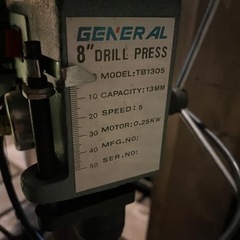 GENERAL
8" DRILL PRESS
0 MODEL:TB1305
10 CAPACITY:13MM
20 SPEED: 5
30 MOTOR:0.25KW
40 MFG.NO:
50 SER.NO: